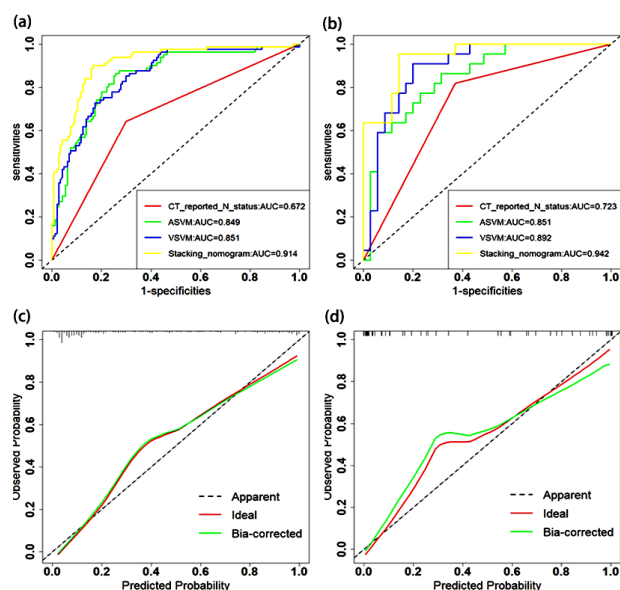 (a)
(b)
sensitivities
0.0 0.2 0.4 0.6 0.8 1.0
CT_reported_N_status:AUC=0.672
ASVM:AUC=0.849
VSVM:AUC=0.851
Stacking_nomogram:AUC=0.914
0.0 0.2 0.4 0.6 0.8 1.0
1-specificities
sensitivities
0.0 0.2 0.4 0.6 0.8 1.0
CT_reported_N_status:AUC=0.723
ASVM:AUC=0.851
VSVM:AUC=0.892
Stacking_nomogram:AUC=0.942
0.0 0.2 0.4 0.6 0.8 1.0
1-specificities
(c)
(d)
Observed Probability
0.0 0.2 0.4 0.6 0.8 1.0
Apparent
Ideal
Bia-corrected
0.0 0.2 0.4 0.6 0.8 1.0
Predicted Probability
Observed Probability
0.0 0.2 0.4 0.6 0.8 1.0
Apparent
Ideal
Bia-corrected
0.0 0.2 0.4 0.6 0.8 1.0
Predicted Probability